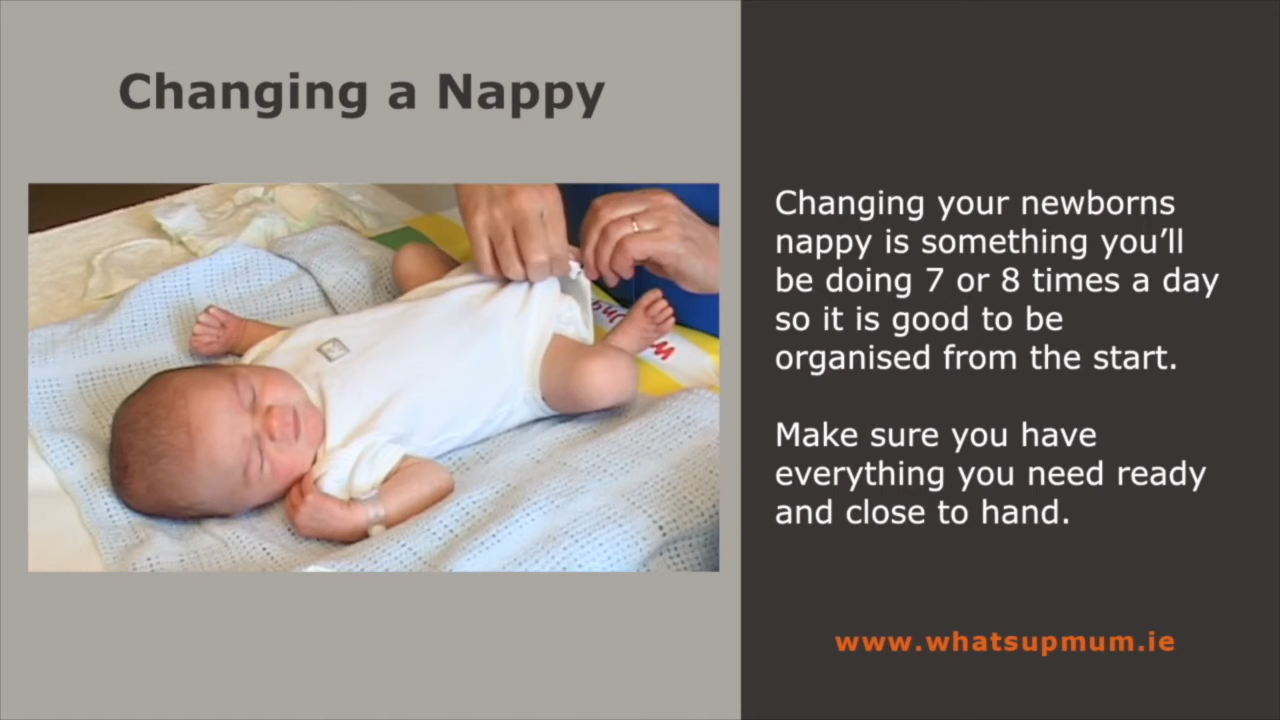 Changing a Nappy
Changing your newborns
nappy is something you’ll
be doing 7 or 8 times a day
so it is good to be
organised from the start.
Make sure you have
everything you need ready
and close to hand.
www.whatsupmum.ie